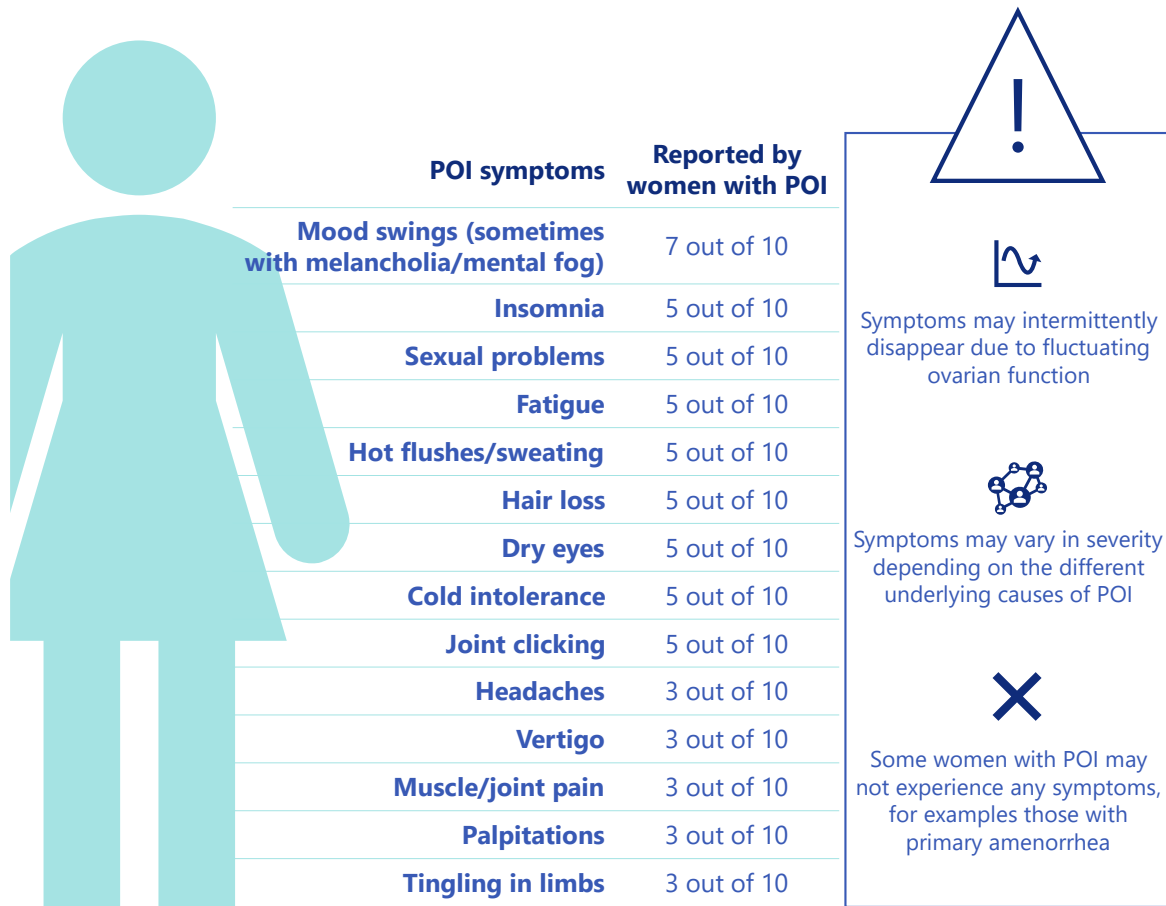 POI symptoms
Reported by
women with POI
Mood swings (sometimes
with melancholia/mental fog)
7 out of 10
Insomnia
5 out of 10
Sexual problems
5 out of 10
Fatigue
5 out of 10
Hot flushes/sweating
5 out of 10
Hair loss
5 out of 10
Dry eyes
5 out of 10
Cold intolerance
5 out of 10
Joint clicking
5 out of 10
Headaches
3 out of 10
Vertigo
3 out of 10
Muscle/joint pain
3 out of 10
Palpitations
3 out of 10
Tingling in limbs
3 out of 10
!
Symptoms may intermittently
disappear due to fluctuating
ovarian function
Symptoms may vary in severity
depending on the different
underlying causes of POI
Some women with POI may
not experience any symptoms,
for examples those with
primary amenorrhea